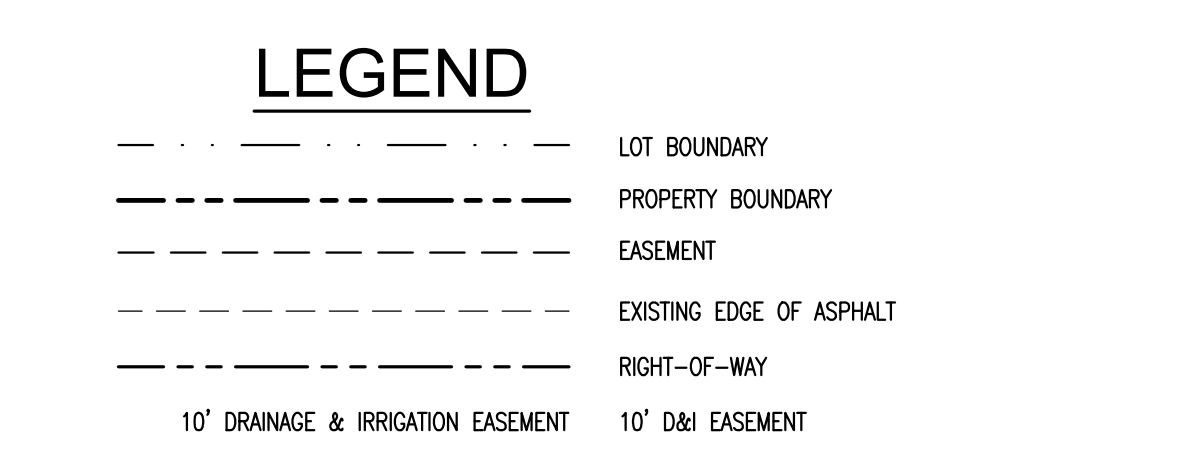 LEGEND
LOT BOUNDARY
PROPERTY BOUNDARY
EASEMENT
EXISTING EDGE OF ASPHALT
RIGHT-OF-WAY
10' DRAINAGE & IRRIGATION EASEMENT 10' D&I EASEMENT